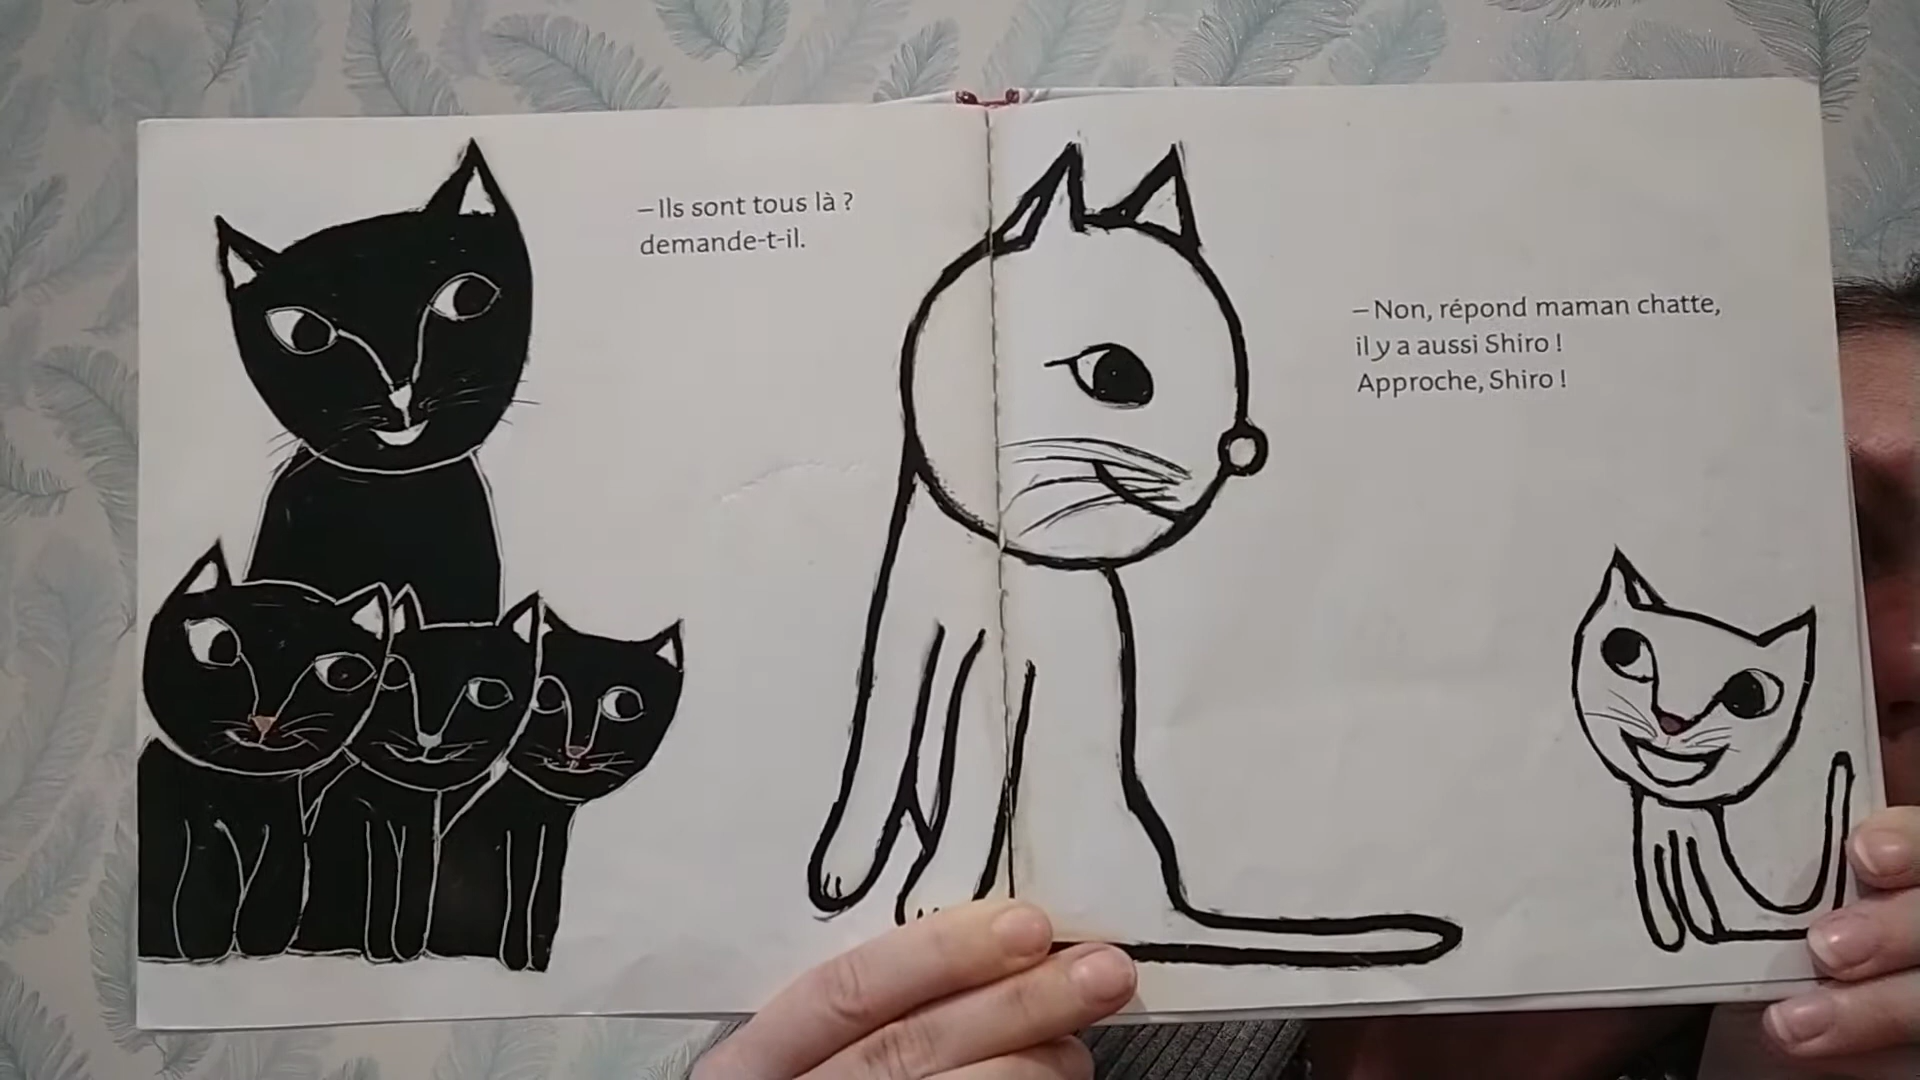 – Ils sont tous là ?
demande-t-il.
– Non, répond maman chatte,
il y a aussi Shiro !
Approche, Shiro !